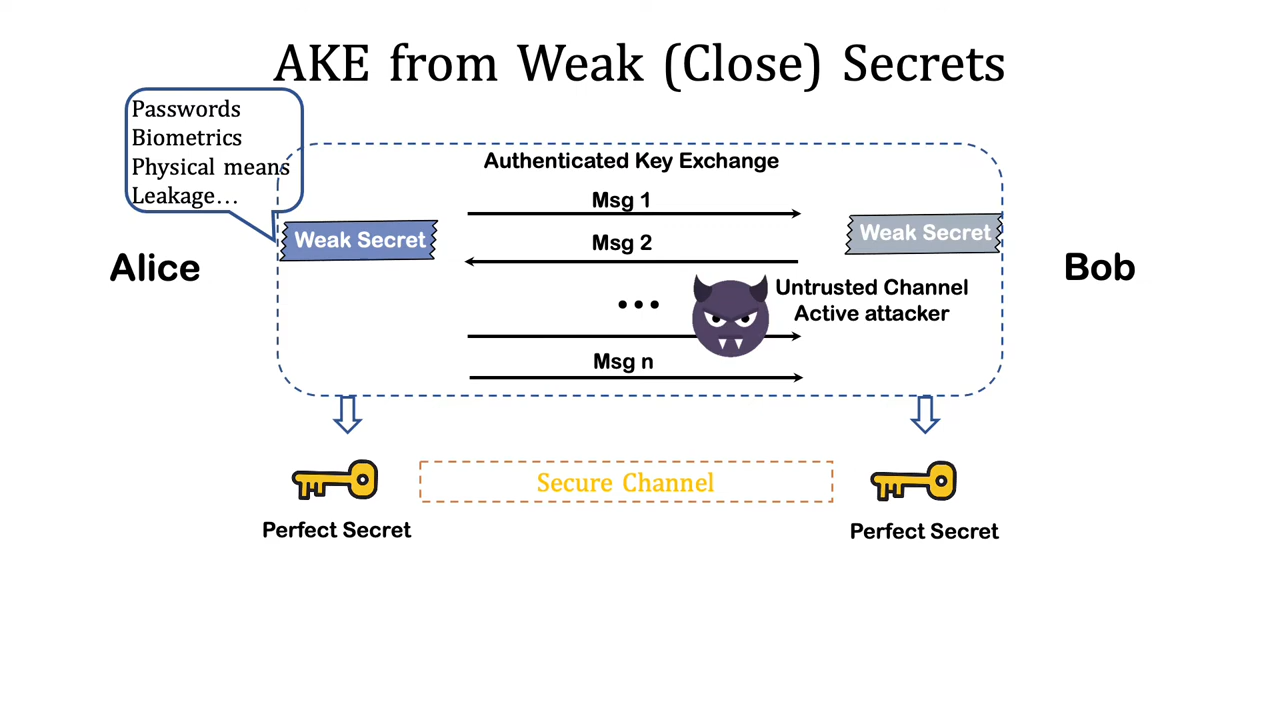 AKE from Weak (Close) Secrets
Passwords
Biometrics
Physical means
Leakage...
Authenticated Key Exchange
Msg 1
Weak Secret
Weak Secret
Msg 2
Alice
Bob
Untrusted Channel
Active attacker
...
Msg n
Secure Channel
Perfect Secret
Perfect Secret